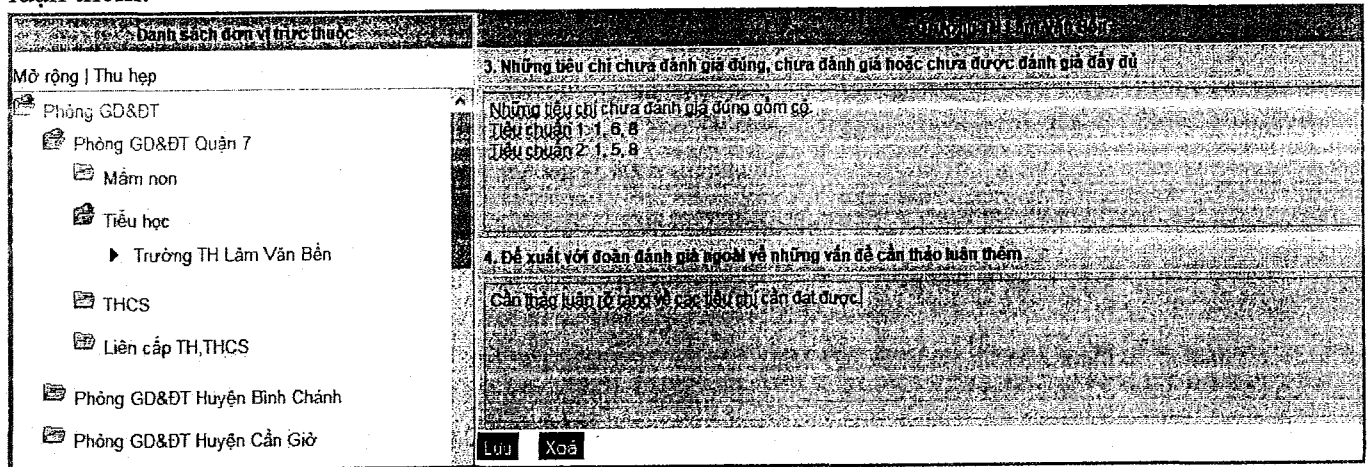 luận thêm.
Danh sách đơn vị trực thuộc
Mở rộng | Thu hẹp
Phòng GD&ĐT
Phòng GD&ĐT Quận 7
Mầm non
Tiểu học
Trường TH Lâm Văn Bền
THCS
Liên cấp TH,THCS
Phòng GD&ĐT Huyện Bình Chánh
Phòng GD&ĐT Huyện Cần Giờ
3. Những tiêu chí chưa đánh giá đúng, chưa đánh giá hoặc chưa được đánh giá đầy đủ
Những tiêu chí chưa đánh giá đúng gồm có
Tiêu chuẩn 1: 1, 6, 8
Tiêu chuẩn 2: 1, 5, 8
4. Đề xuất với đoàn đánh giá ngoài về những vấn đề cần thảo luận thêm
Cần thảo luận rõ ràng về các tiêu chí cần đạt được.
Lưu Xoá